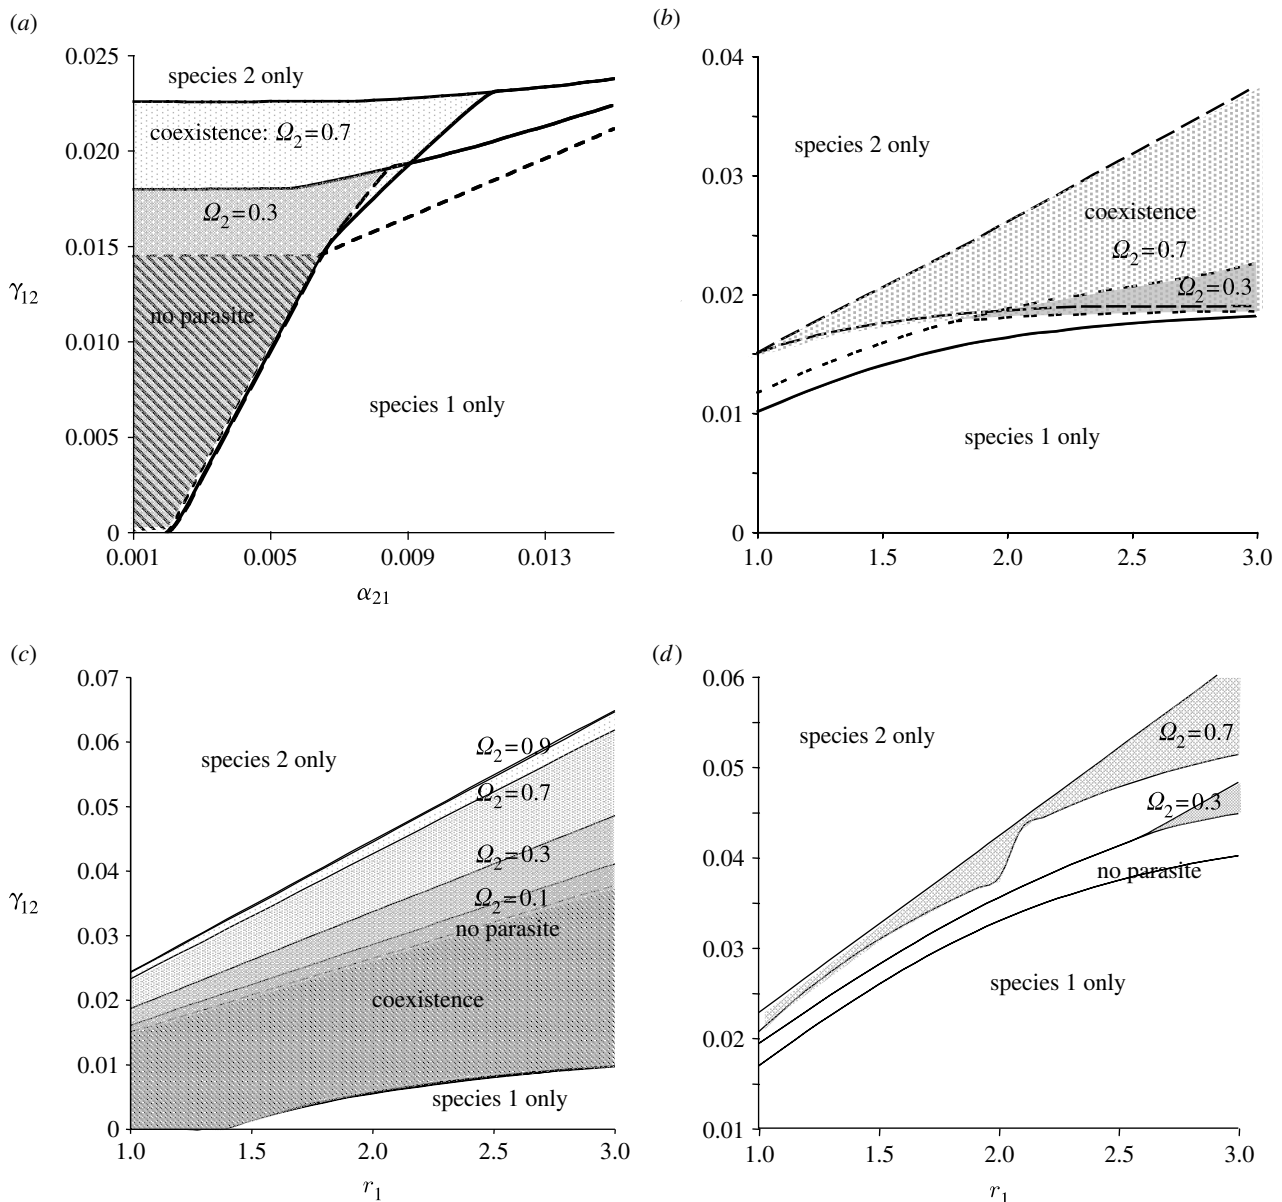 (a)
0.025
0.020
0.015
0.010
0.005
0
γ12
species 2 only
coexistence: Ω2=0.7
Ω2=0.3
no parasite
species 1 only
0.001 0.005 0.009 0.013
α21
(b)
0.04
0.03
0.02
0.01
0
species 2 only
coexistence
Ω2=0.7
Ω2=0.3
species 1 only
1.0 1.5 2.0 2.5 3.0
(c)
0.07
0.06
0.05
0.04
0.03
0.02
0.01
0
γ12
species 2 only
Ω2=0.9
Ω2=0.7
Ω2=0.3
Ω2=0.1
no parasite
coexistence
species 1 only
1.0 1.5 2.0 2.5 3.0
r1
(d)
0.06
0.05
0.04
0.03
0.02
0.01
species 2 only
Ω2=0.7
Ω2=0.3
no parasite
species 1 only
1.0 1.5 2.0 2.5 3.0
r1